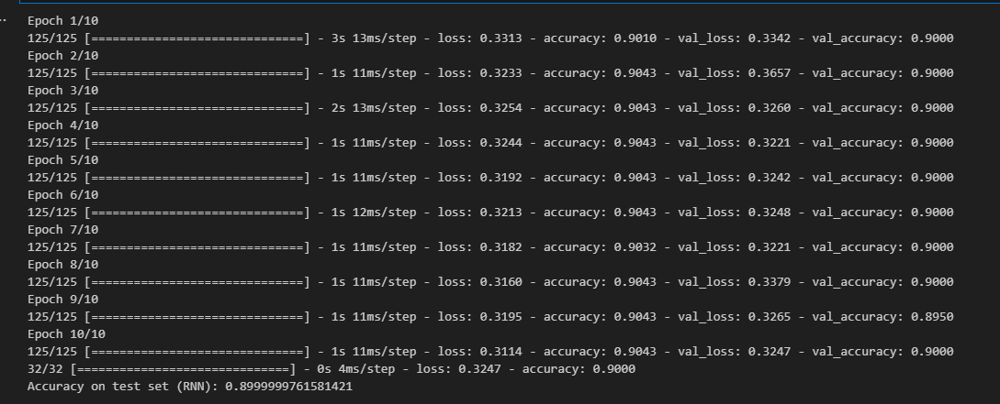 Epoch 1/10
125/125 [==============================] - 3s 13ms/step - loss: 0.3313 - accuracy: 0.9010 - val_loss: 0.3342 - val_accuracy: 0.9000
Epoch 2/10
125/125 [==============================] - 1s 11ms/step - loss: 0.3233 - accuracy: 0.9043 - val_loss: 0.3657 - val_accuracy: 0.9000
Epoch 3/10
125/125 [==============================] - 2s 13ms/step - loss: 0.3254 - accuracy: 0.9043 - val_loss: 0.3260 - val_accuracy: 0.9000
Epoch 4/10
125/125 [==============================] - 1s 11ms/step - loss: 0.3244 - accuracy: 0.9043 - val_loss: 0.3221 - val_accuracy: 0.9000
Epoch 5/10
125/125 [==============================] - 1s 11ms/step - loss: 0.3192 - accuracy: 0.9043 - val_loss: 0.3242 - val_accuracy: 0.9000
Epoch 6/10
125/125 [==============================] - 1s 12ms/step - loss: 0.3213 - accuracy: 0.9043 - val_loss: 0.3248 - val_accuracy: 0.9000
Epoch 7/10
125/125 [==============================] - 1s 11ms/step - loss: 0.3182 - accuracy: 0.9032 - val_loss: 0.3221 - val_accuracy: 0.9000
Epoch 8/10
125/125 [==============================] - 1s 11ms/step - loss: 0.3160 - accuracy: 0.9043 - val_loss: 0.3379 - val_accuracy: 0.9000
Epoch 9/10
125/125 [==============================] - 1s 11ms/step - loss: 0.3195 - accuracy: 0.9043 - val_loss: 0.3265 - val_accuracy: 0.8950
Epoch 10/10
125/125 [==============================] - 1s 11ms/step - loss: 0.3114 - accuracy: 0.9043 - val_loss: 0.3247 - val_accuracy: 0.9000
32/32 [==============================] - 0s 4ms/step - loss: 0.3247 - accuracy: 0.9000
Accuracy on test set (RNN): 0.8999999761581421